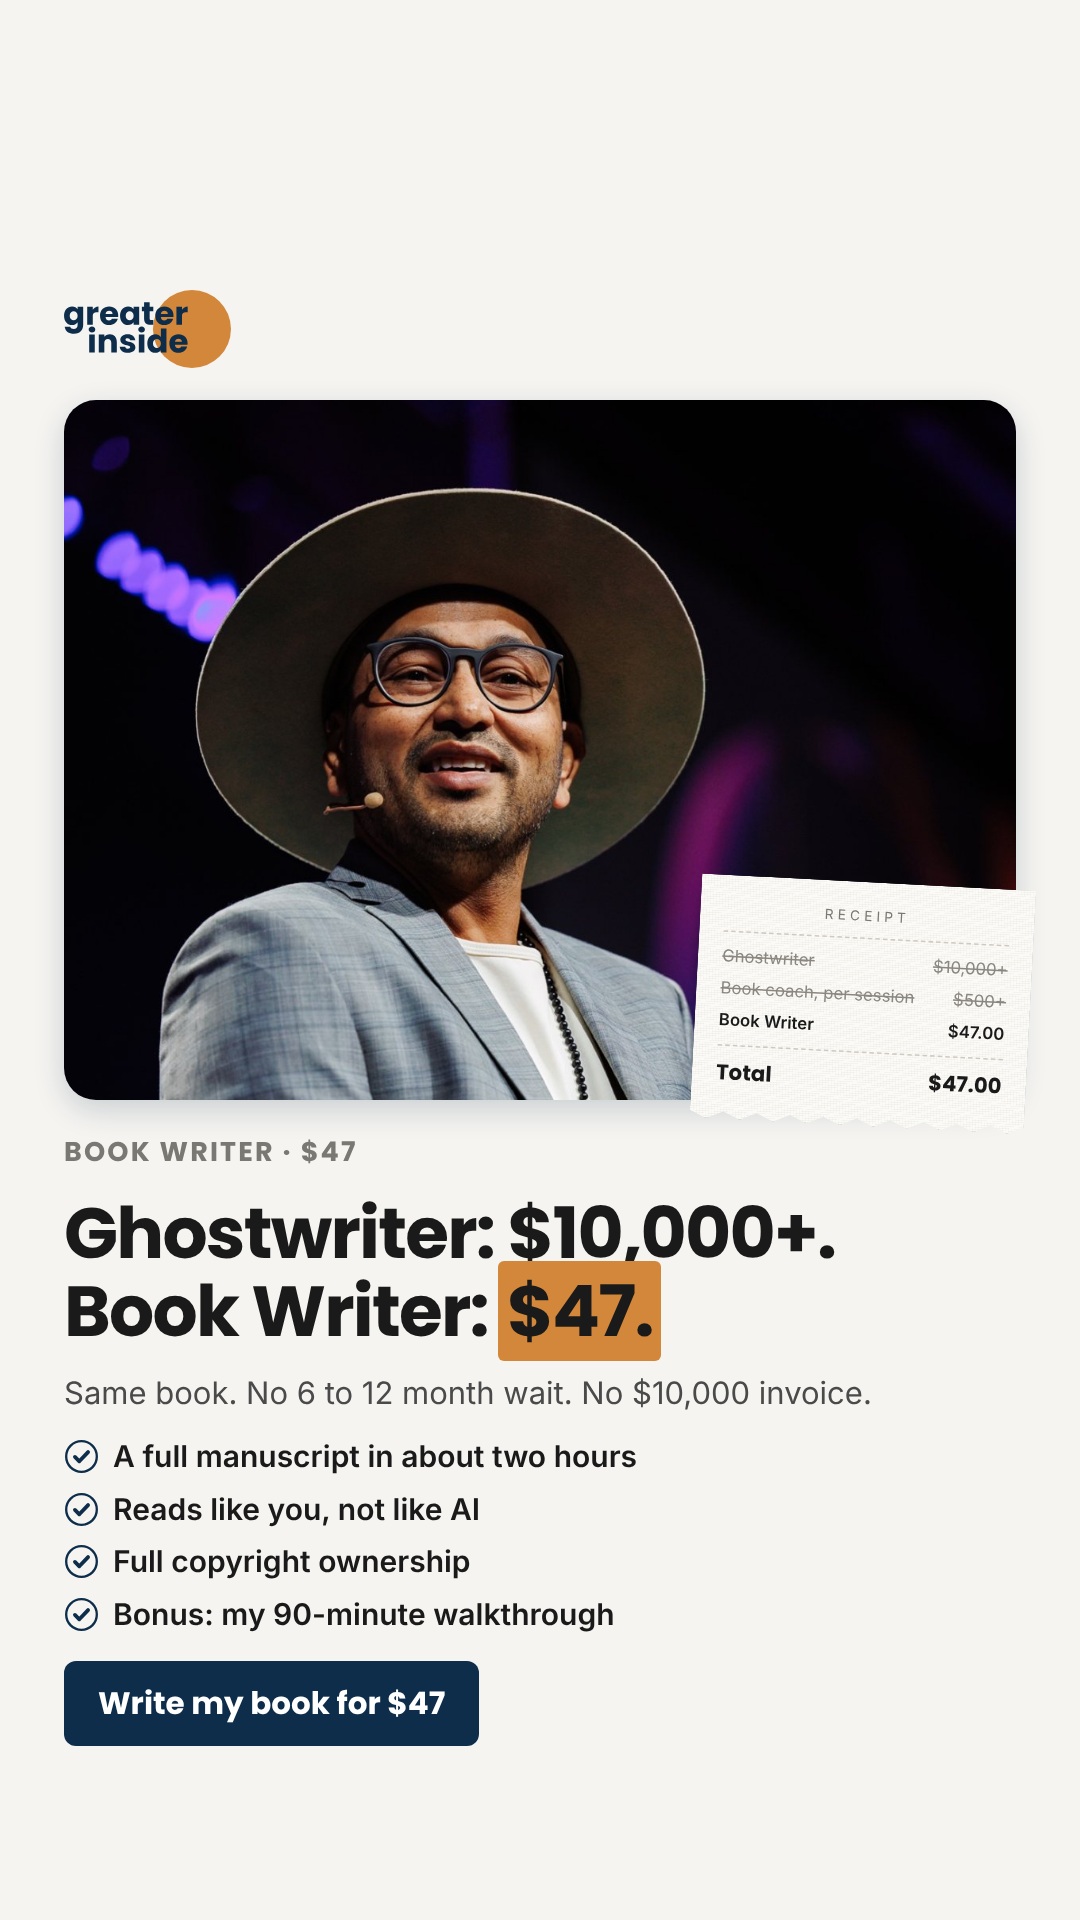 greater
inside
RECEIPT
Ghostwriter $10,000+
Book coach, per session $500+
Book Writer $47.00
Total $47.00
BOOK WRITER · $47
Ghostwriter: $10,000+.
Book Writer: $47.
Same book. No 6 to 12 month wait. No $10,000 invoice.
A full manuscript in about two hours
Reads like you, not like AI
Full copyright ownership
Bonus: my 90-minute walkthrough
Write my book for $47